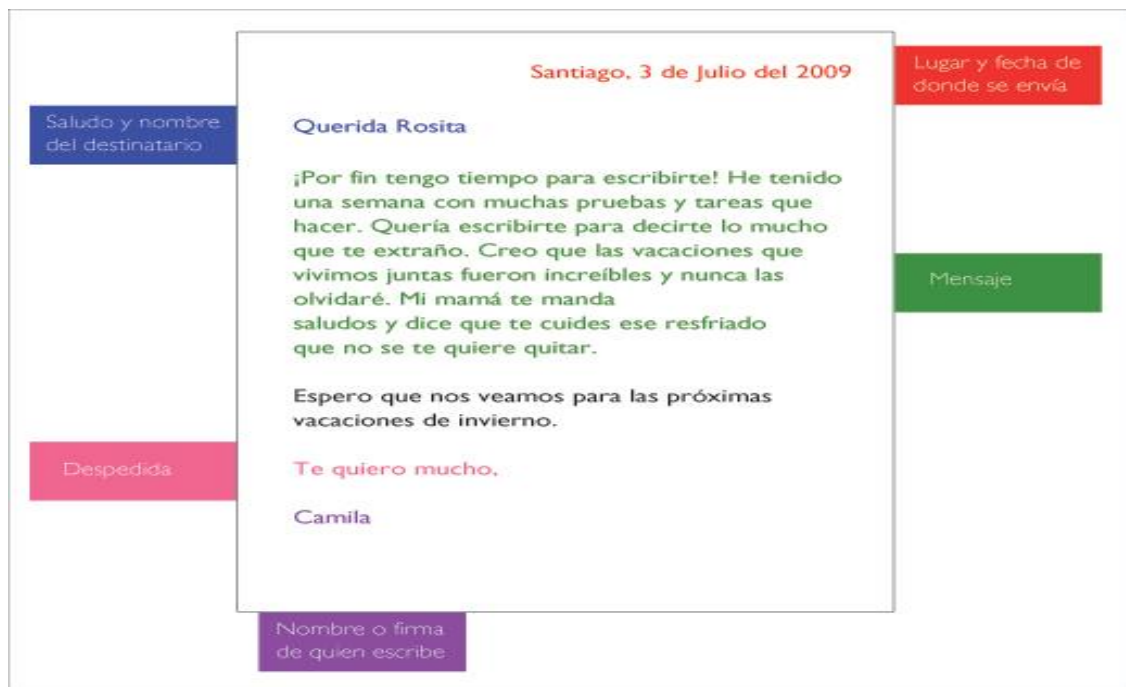 Santiago, 3 de Julio del 2009
Lugar y fecha de
donde se envía
Saludo y nombre
del destinatario
Querida Rosita
¡Por fin tengo tiempo para escribirte! He tenido
una semana con muchas pruebas y tareas que
hacer. Quería escribirte para decirte lo mucho
que te extraño. Creo que las vacaciones que
vivimos juntas fueron increíbles y nunca las
olvidaré. Mi mamá te manda
saludos y dice que te cuides ese resfriado
que no se te quiere quitar.
Mensaje
Espero que nos veamos para las próximas
vacaciones de invierno.
Despedida
Te quiero mucho,
Camila
Nombre o firma
de quien escribe